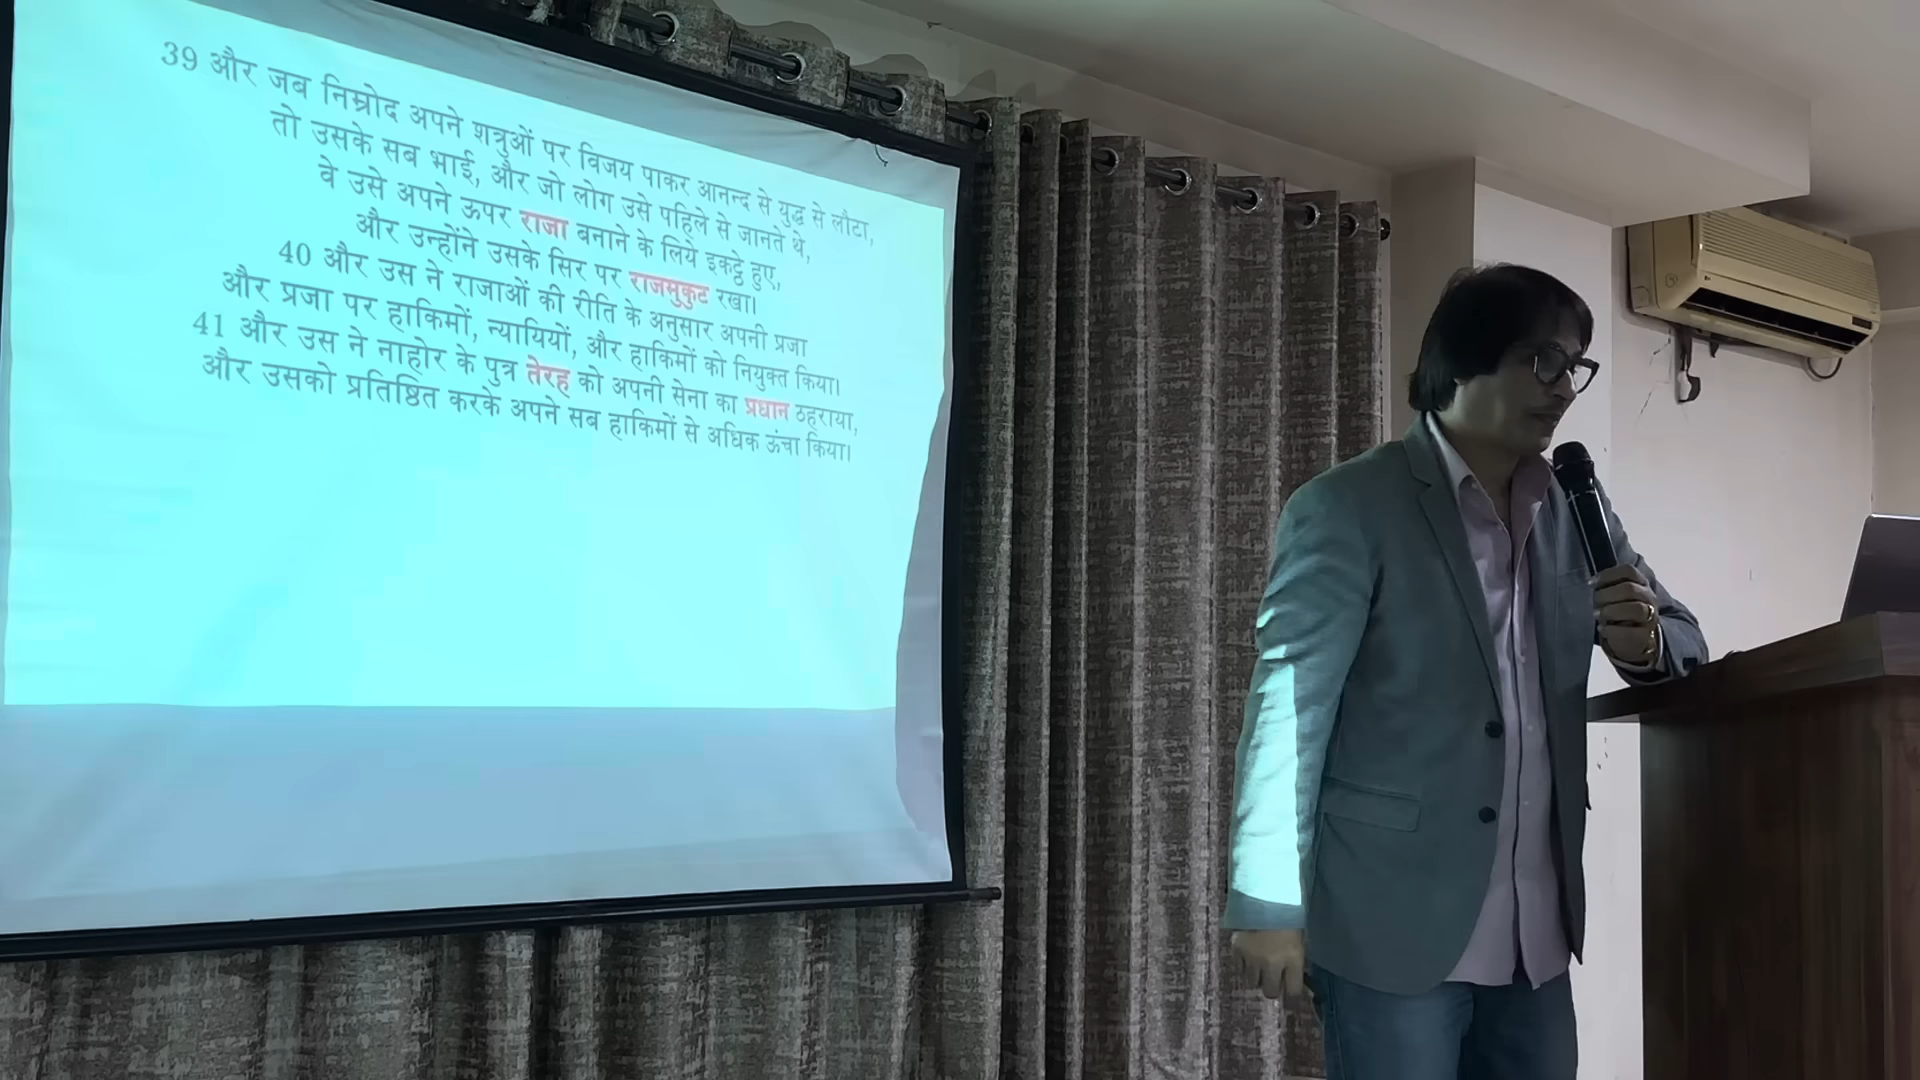 39 और जब निम्रोद अपने शत्रुओं पर विजय पाकर आनन्द से युद्ध से लौटा,
तो उसके सब भाई, और जो लोग उसे पहिले से जानते थे,
वे उसे अपने ऊपर राजा बनाने के लिये इकट्ठे हुए,
और उन्होंने उसके सिर पर राजमुकुट रखा।
40 और उस ने राजाओं की रीति के अनुसार अपनी प्रजा
और प्रजा पर हाकिमों, न्यायियों, और हाकिमों को नियुक्त किया।
41 और उस ने नाहोर के पुत्र तेरह को अपनी सेना का प्रधान ठहराया,
और उसको प्रतिष्ठित करके अपने सब हाकिमों से अधिक ऊंचा किया।